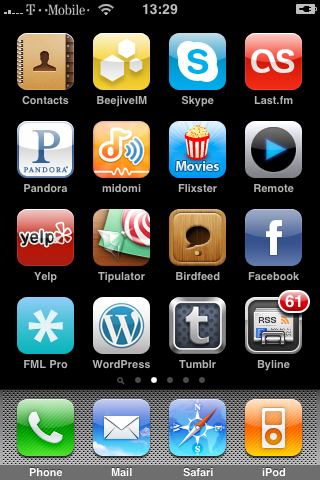 T··Mobile· 13:29
Contacts BeejiveIM Skype Last.fm
P
PANDORA
Movies
Pandora midomi Flixster Remote
yelp
Yelp Tipulator Birdfeed Facebook
61
RSS
FML Pro WordPress Tumblr Byline
Phone Mail Safari iPod